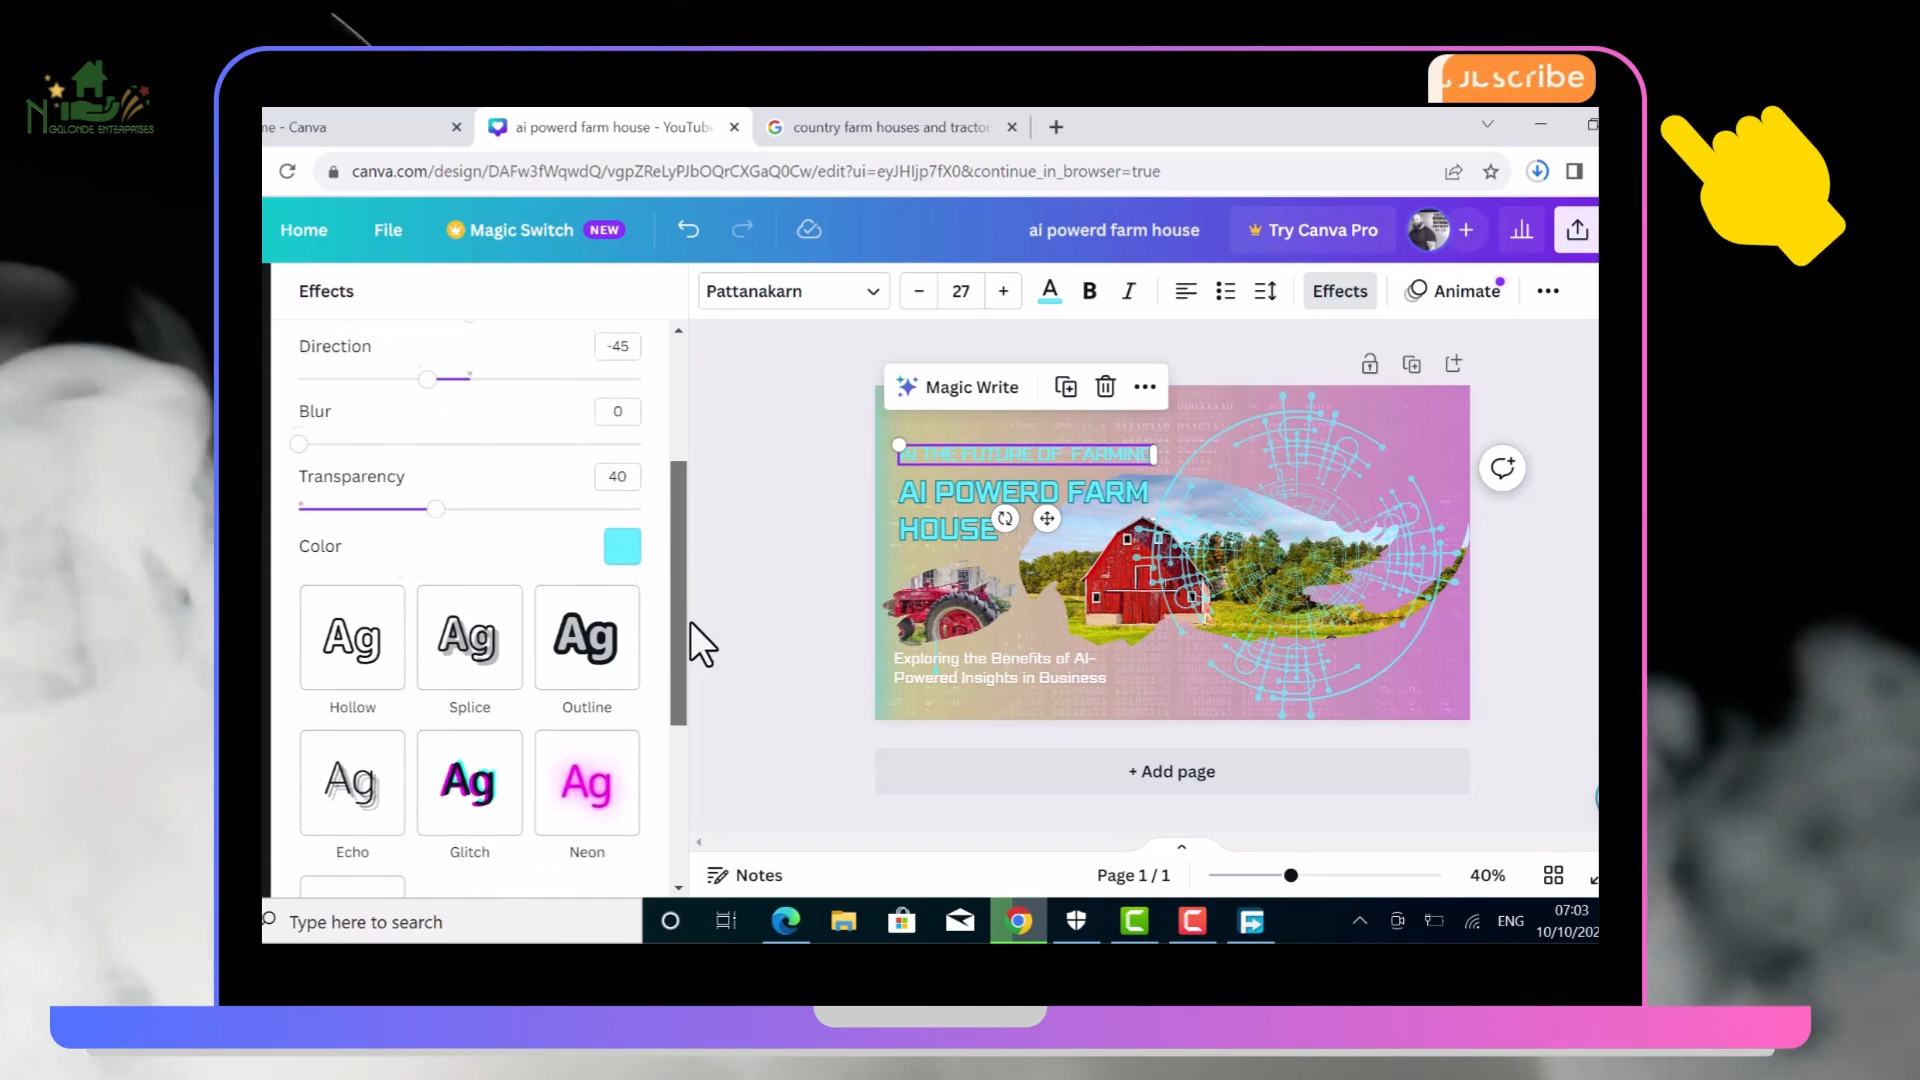 Subscribe
NGOLONDE ENTERPRISES
ne - Canva
ai powerd farm house - YouTube
country farm houses and tractor
canva.com/design/DAFw3fWqwdQ/vgpZReLyPJbOQrCXGaQ0Cw/edit?ui=eyJHIjp7fX0&continue_in_browser=true
Home
File
Magic Switch
NEW
ai powerd farm house
Try Canva Pro
Effects
Pattanakarn
27
A
B
I
Effects
Animate
Direction
-45
Blur
0
Transparency
40
Color
Ag
Ag
Ag
Hollow
Splice
Outline
Ag
Ag
Ag
Echo
Glitch
Neon
Magic Write
AI THE FUTURE OF FARMING
AI POWERD FARM
HOUSE
Exploring the Benefits of AI-
Powered Insights in Business
+ Add page
Notes
Page 1 / 1
40%
Type here to search
ENG
07:03
10/10/202